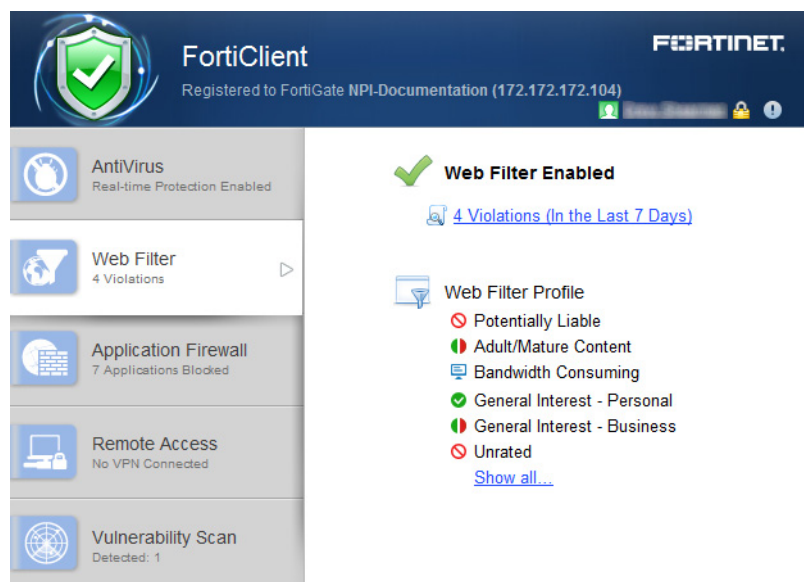 FortiClient
FORTINET.
Registered to FortiGate NPI-Documentation (172.172.172.104)
AntiVirus
Real-time Protection Enabled
Web Filter
4 Violations
Application Firewall
7 Applications Blocked
Remote Access
No VPN Connected
Vulnerability Scan
Detected: 1
Web Filter Enabled
4 Violations (In the Last 7 Days)
Web Filter Profile
Potentially Liable
Adult/Mature Content
Bandwidth Consuming
General Interest - Personal
General Interest - Business
Unrated
Show all...